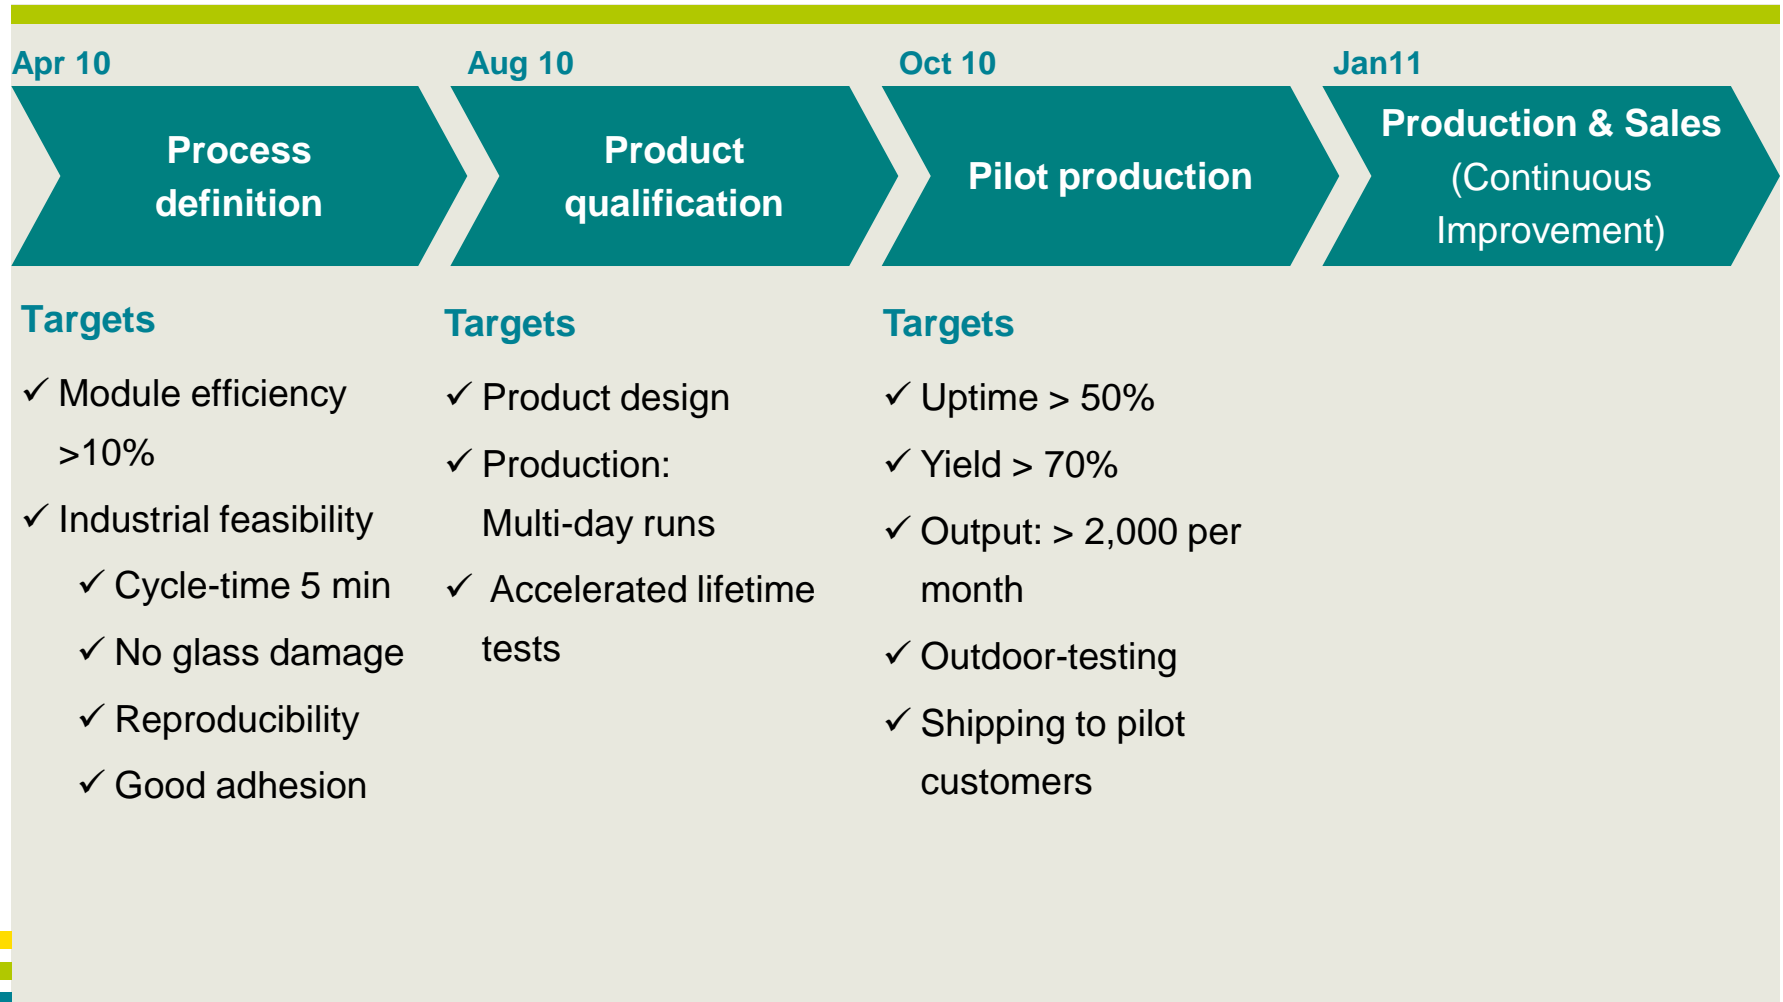 Apr 10
Aug 10
Oct 10
Jan11
Process
definition
Product
qualification
Pilot production
Production & Sales
(Continuous
Improvement)
Targets
✓ Module efficiency
>10%
✓ Industrial feasibility
✓ Cycle-time 5 min
✓ No glass damage
✓ Reproducibility
✓ Good adhesion
Targets
✓ Product design
✓ Production:
Multi-day runs
✓ Accelerated lifetime
tests
Targets
✓ Uptime > 50%
✓ Yield > 70%
✓ Output: > 2,000 per
month
✓ Outdoor-testing
✓ Shipping to pilot
customers